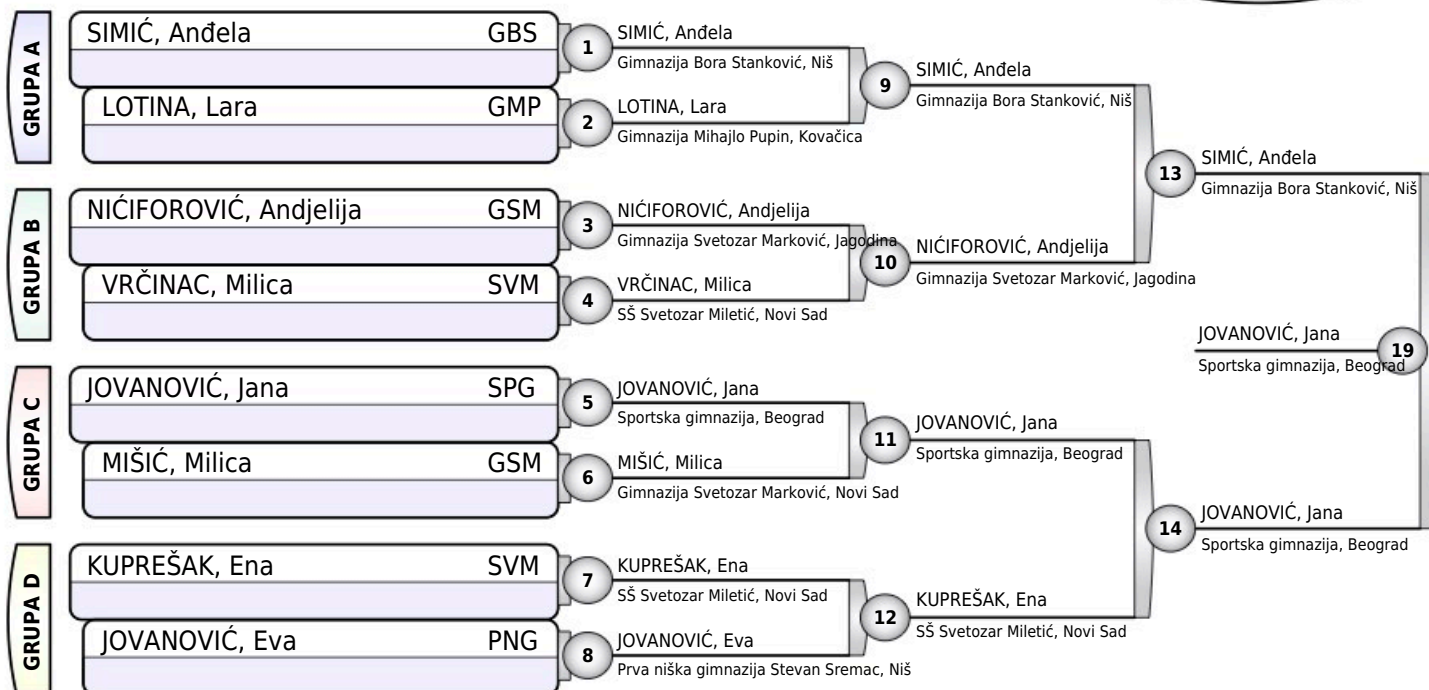 GRUPA A
SIMIĆ, Anđela GBS
LOTINA, Lara GMP
1
SIMIĆ, Anđela
Gimnazija Bora Stanković, Niš
2
LOTINA, Lara
Gimnazija Mihajlo Pupin, Kovačica
9
SIMIĆ, Anđela
Gimnazija Bora Stanković, Niš
GRUPA B
NIĆIFOROVIĆ, Andjelija GSM
VRČINAC, Milica SVM
3
NIĆIFOROVIĆ, Andjelija
Gimnazija Svetozar Marković, Jagodina
4
VRČINAC, Milica
SŠ Svetozar Miletić, Novi Sad
10
NIĆIFOROVIĆ, Andjelija
Gimnazija Svetozar Marković, Jagodina
13
SIMIĆ, Anđela
Gimnazija Bora Stanković, Niš
GRUPA C
JOVANOVIĆ, Jana SPG
MIŠIĆ, Milica GSM
5
JOVANOVIĆ, Jana
Sportska gimnazija, Beograd
6
MIŠIĆ, Milica
Gimnazija Svetozar Marković, Novi Sad
11
JOVANOVIĆ, Jana
Sportska gimnazija, Beograd
GRUPA D
KUPREŠAK, Ena SVM
JOVANOVIĆ, Eva PNG
7
KUPREŠAK, Ena
SŠ Svetozar Miletić, Novi Sad
8
JOVANOVIĆ, Eva
Prva niška gimnazija Stevan Sremac, Niš
12
KUPREŠAK, Ena
SŠ Svetozar Miletić, Novi Sad
14
JOVANOVIĆ, Jana
Sportska gimnazija, Beograd
JOVANOVIĆ, Jana
Sportska gimnazija, Beograd
19